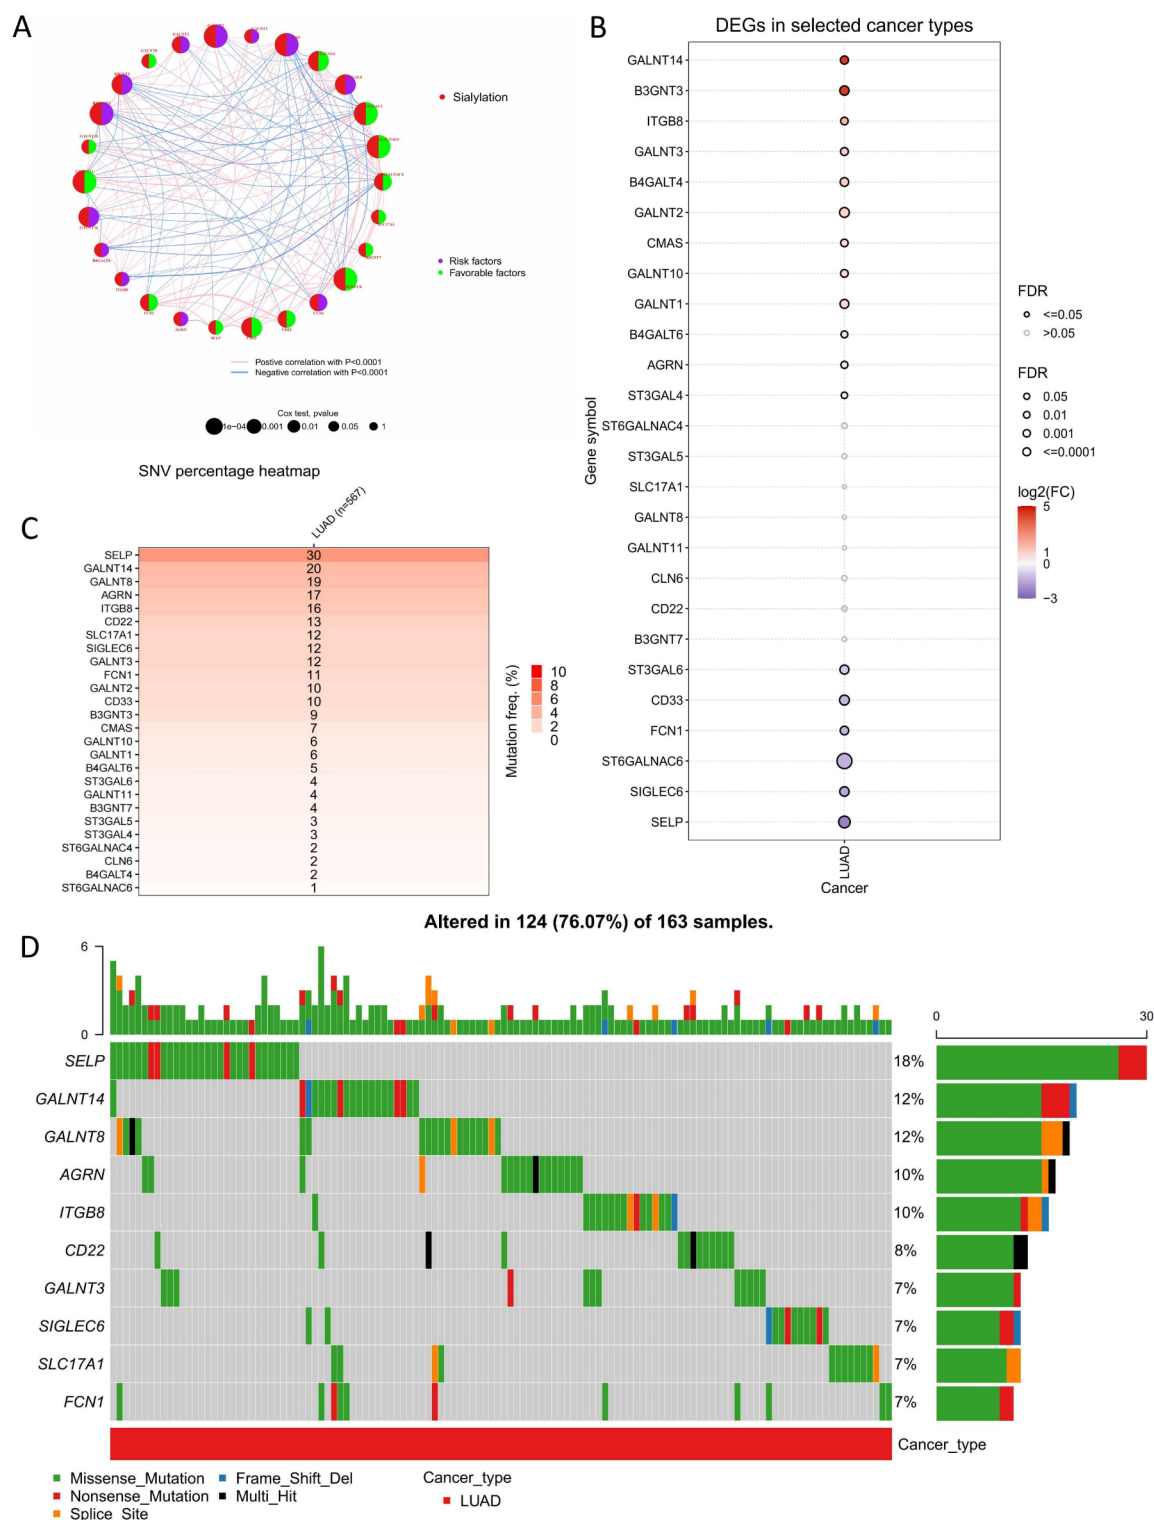 A
Sialylation
Risk factors
Favorable factors
Postive correlation with P<0.0001
Negative correlation with P<0.0001
Cox test, pvalue
1e−04 0.001 0.01 0.05 1
B
DEGs in selected cancer types
Gene symbol
GALNT14
B3GNT3
ITGB8
GALNT3
B4GALT4
GALNT2
CMAS
GALNT10
GALNT1
B4GALT6
AGRN
ST3GAL4
ST6GALNAC4
ST3GAL5
SLC17A1
GALNT8
GALNT11
CLN6
CD22
B3GNT7
ST3GAL6
CD33
FCN1
ST6GALNAC6
SIGLEC6
SELP
LUAD
Cancer
FDR
<=0.05
>0.05
FDR
0.05
0.01
0.001
<=0.0001
log2(FC)
5
1
0
−3
C
SNV percentage heatmap
LUAD (n=567)
SELP 30
GALNT14 20
GALNT8 19
AGRN 17
ITGB8 16
CD22 13
SLC17A1 12
SIGLEC6 12
GALNT3 12
FCN1 11
GALNT2 10
CD33 10
B3GNT3 9
CMAS 7
GALNT10 6
GALNT1 6
B4GALT6 5
ST3GAL6 4
GALNT11 4
B3GNT7 4
ST3GAL5 3
ST3GAL4 3
ST6GALNAC4 2
CLN6 2
B4GALT4 2
ST6GALNAC6 1
Mutation freq. (%)
10
8
6
4
2
0
D
Altered in 124 (76.07%) of 163 samples.
6
0
0 30
SELP 18%
GALNT14 12%
GALNT8 12%
AGRN 10%
ITGB8 10%
CD22 8%
GALNT3 7%
SIGLEC6 7%
SLC17A1 7%
FCN1 7%
Cancer_type
Missense_Mutation
Nonsense_Mutation
Splice_Site
Frame_Shift_Del
Multi_Hit
Cancer_type
LUAD